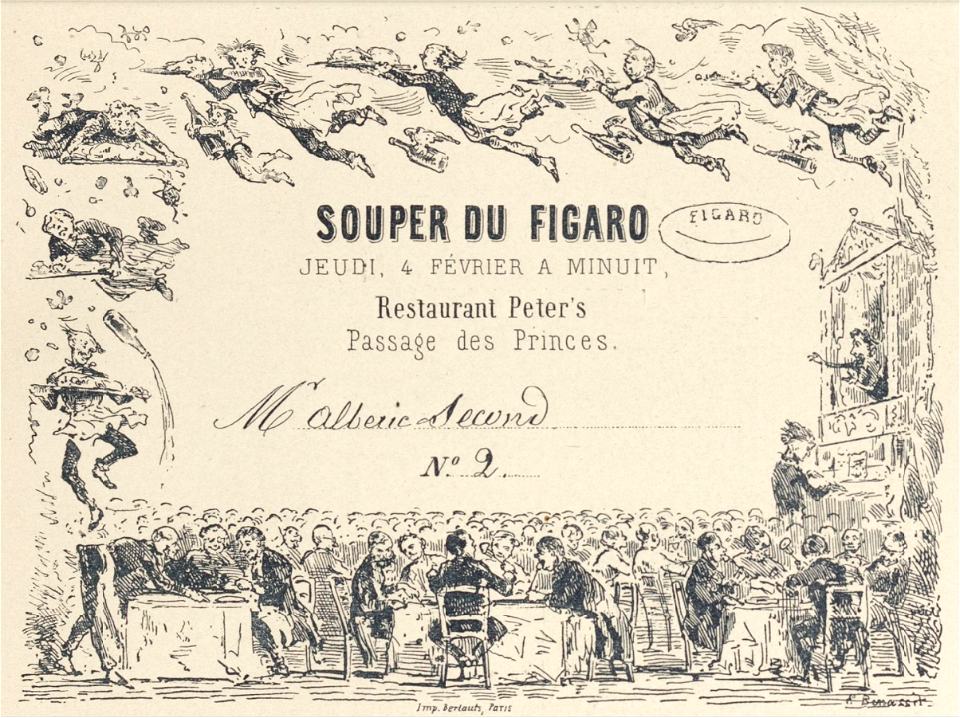 SOUPER DU FIGARO
FIGARO
JEUDI, 4 FÉVRIER A MINUIT,
Restaurant Peter's
Passage des Princes.
Mr Alberic Second
No 2.
Imp. Bertauts, PARIS